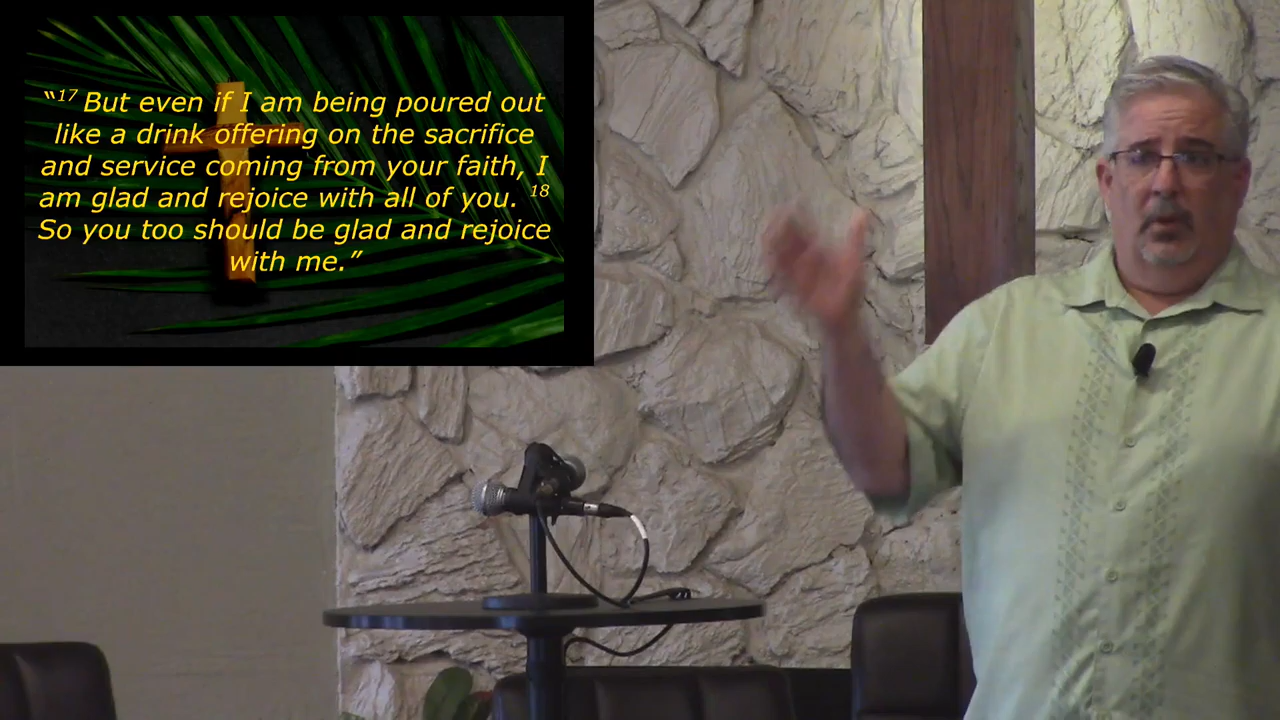 “17 But even if I am being poured out
like a drink offering on the sacrifice
and service coming from your faith, I
am glad and rejoice with all of you. 18
So you too should be glad and rejoice
with me.”